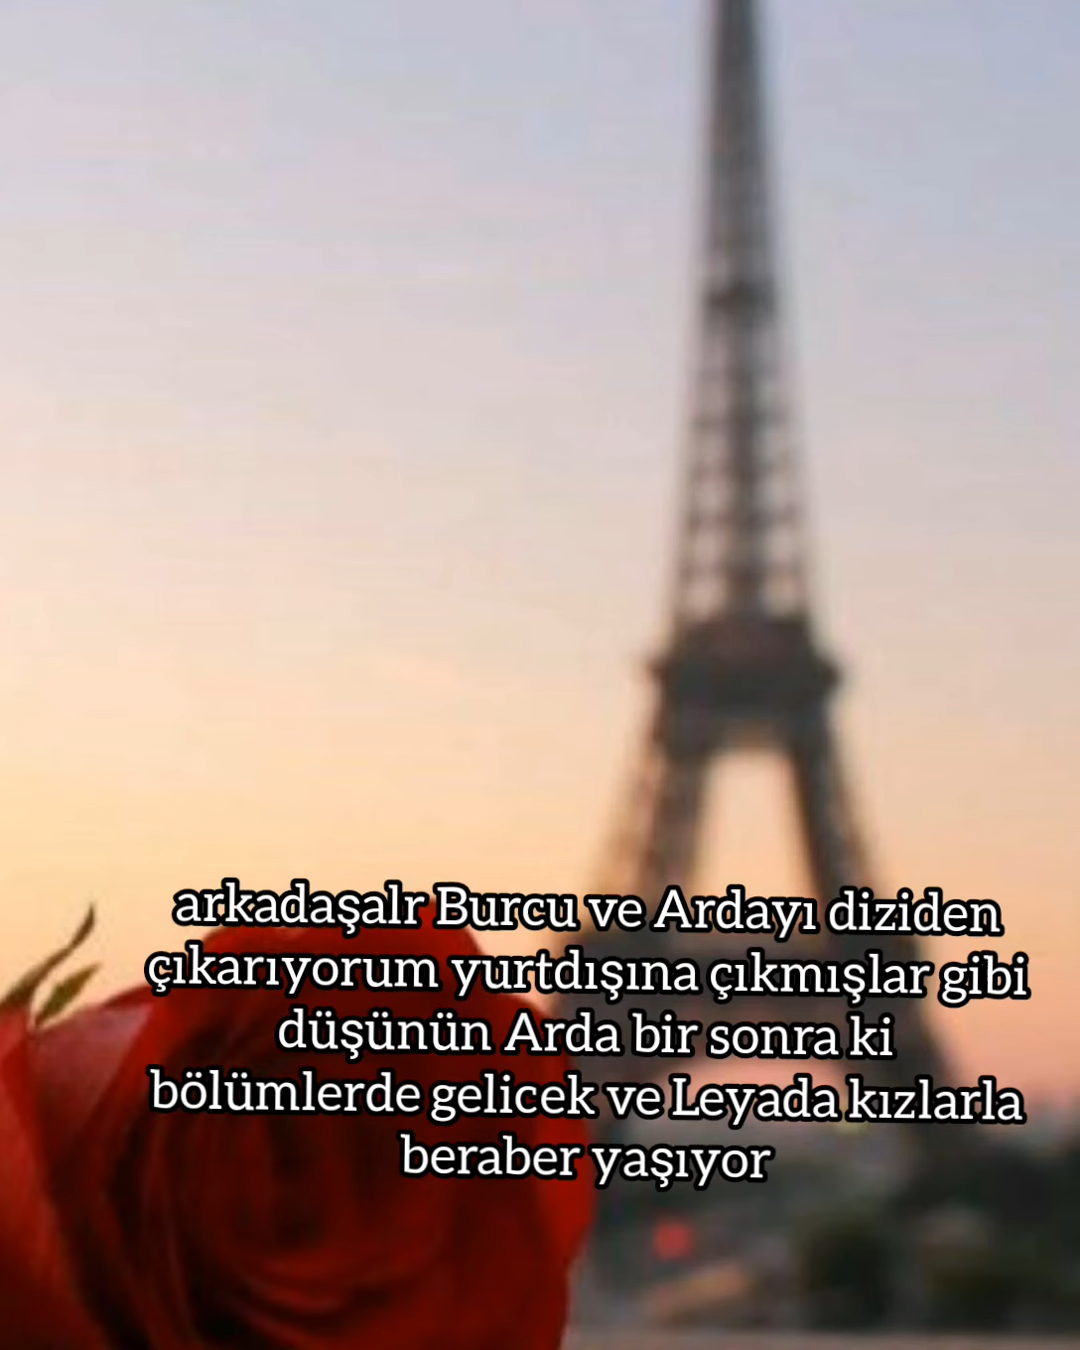 arkadaşalr Burcu ve Ardayı diziden
çıkarıyorum yurtdışına çıkmışlar gibi
düşünün Arda bir sonra ki
bölümlerde gelicek ve Leyada kızlarla
beraber yaşıyor